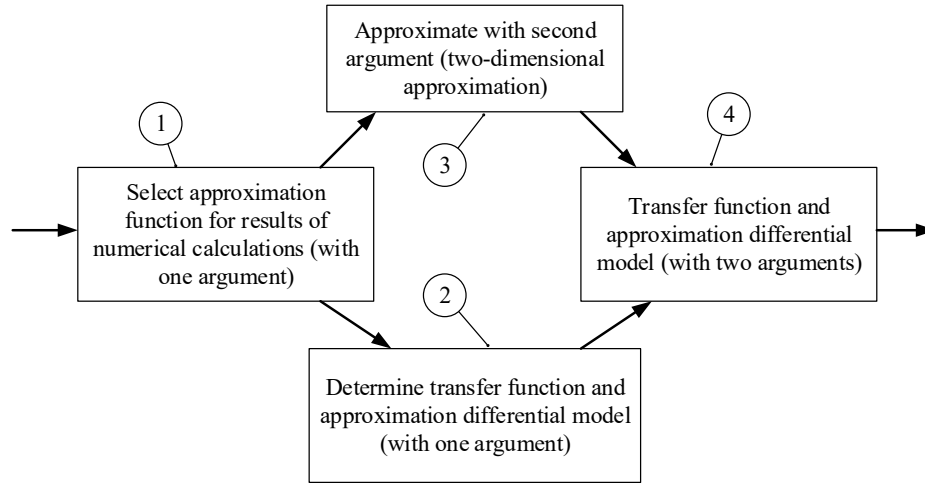 Approximate with second
argument (two-dimensional
approximation)
1
3
4
Select approximation
function for results of
numerical calculations (with
one argument)
Transfer function and
approximation differential
model (with two arguments)
2
Determine transfer function and
approximation differential model
(with one argument)